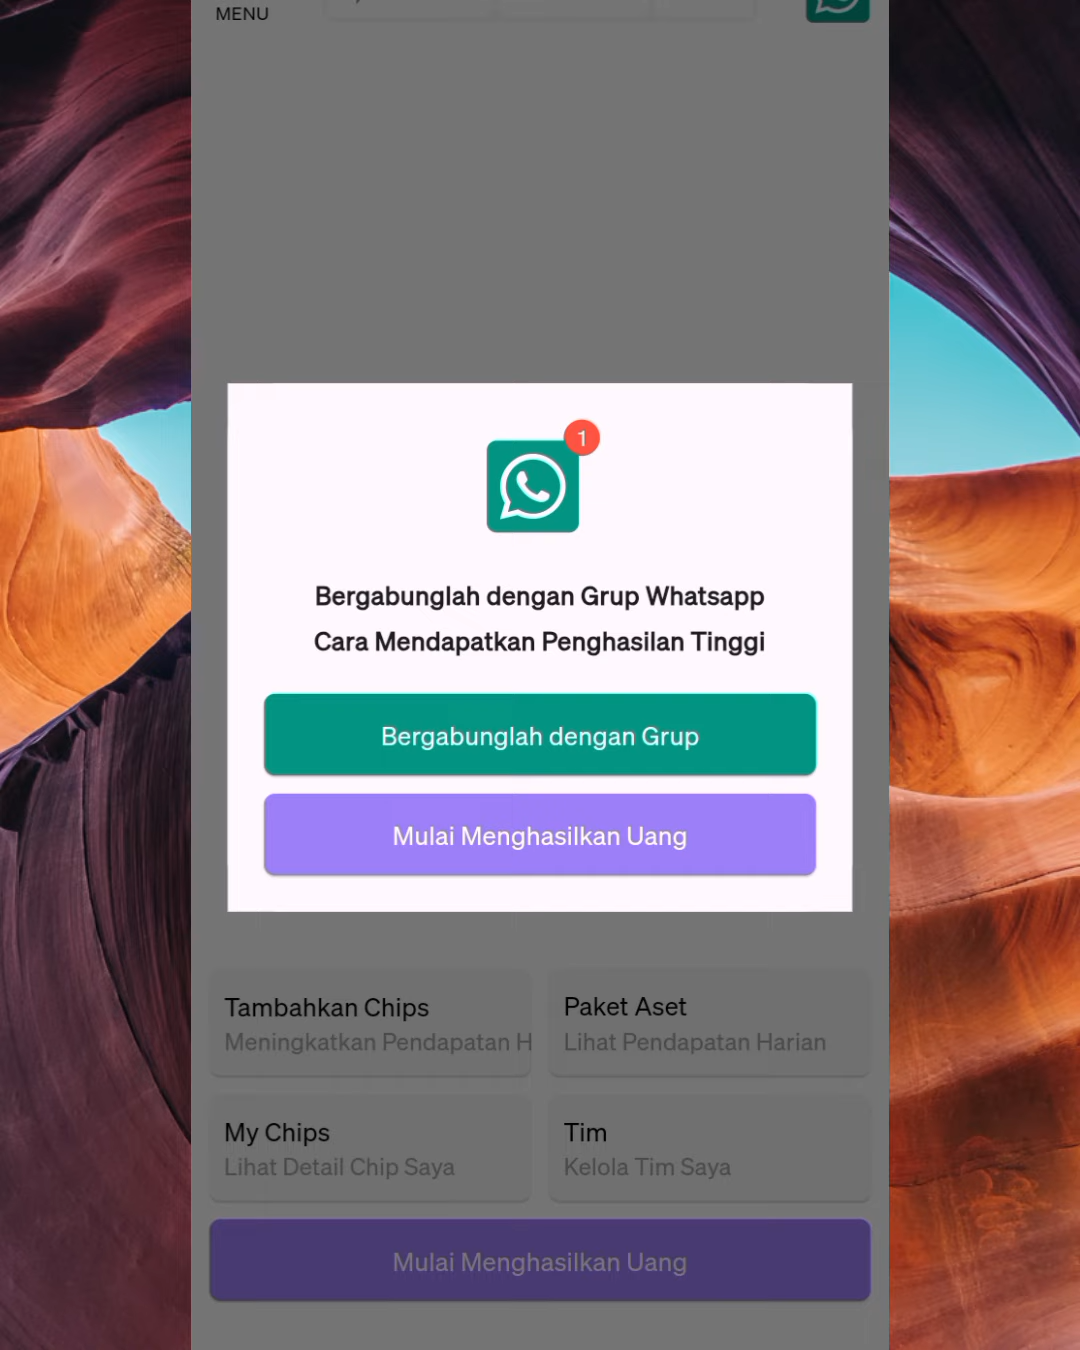 MENU
1
Bergabunglah dengan Grup Whatsapp
Cara Mendapatkan Penghasilan Tinggi
Bergabunglah dengan Grup
Mulai Menghasilkan Uang
Tambahkan Chips
Meningkatkan Pendapatan H
Paket Aset
Lihat Pendapatan Harian
My Chips
Lihat Detail Chip Saya
Tim
Kelola Tim Saya
Mulai Menghasilkan Uang